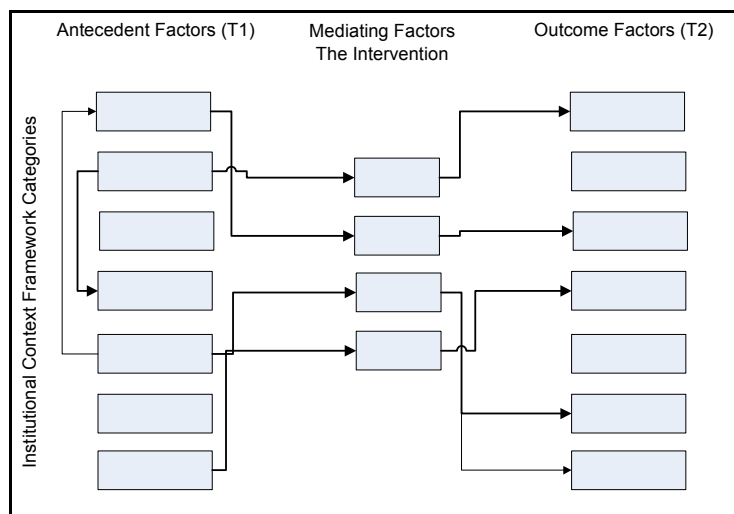 Antecedent Factors (T1)
Mediating Factors
The Intervention
Outcome Factors (T2)
Institutional Context Framework Categories